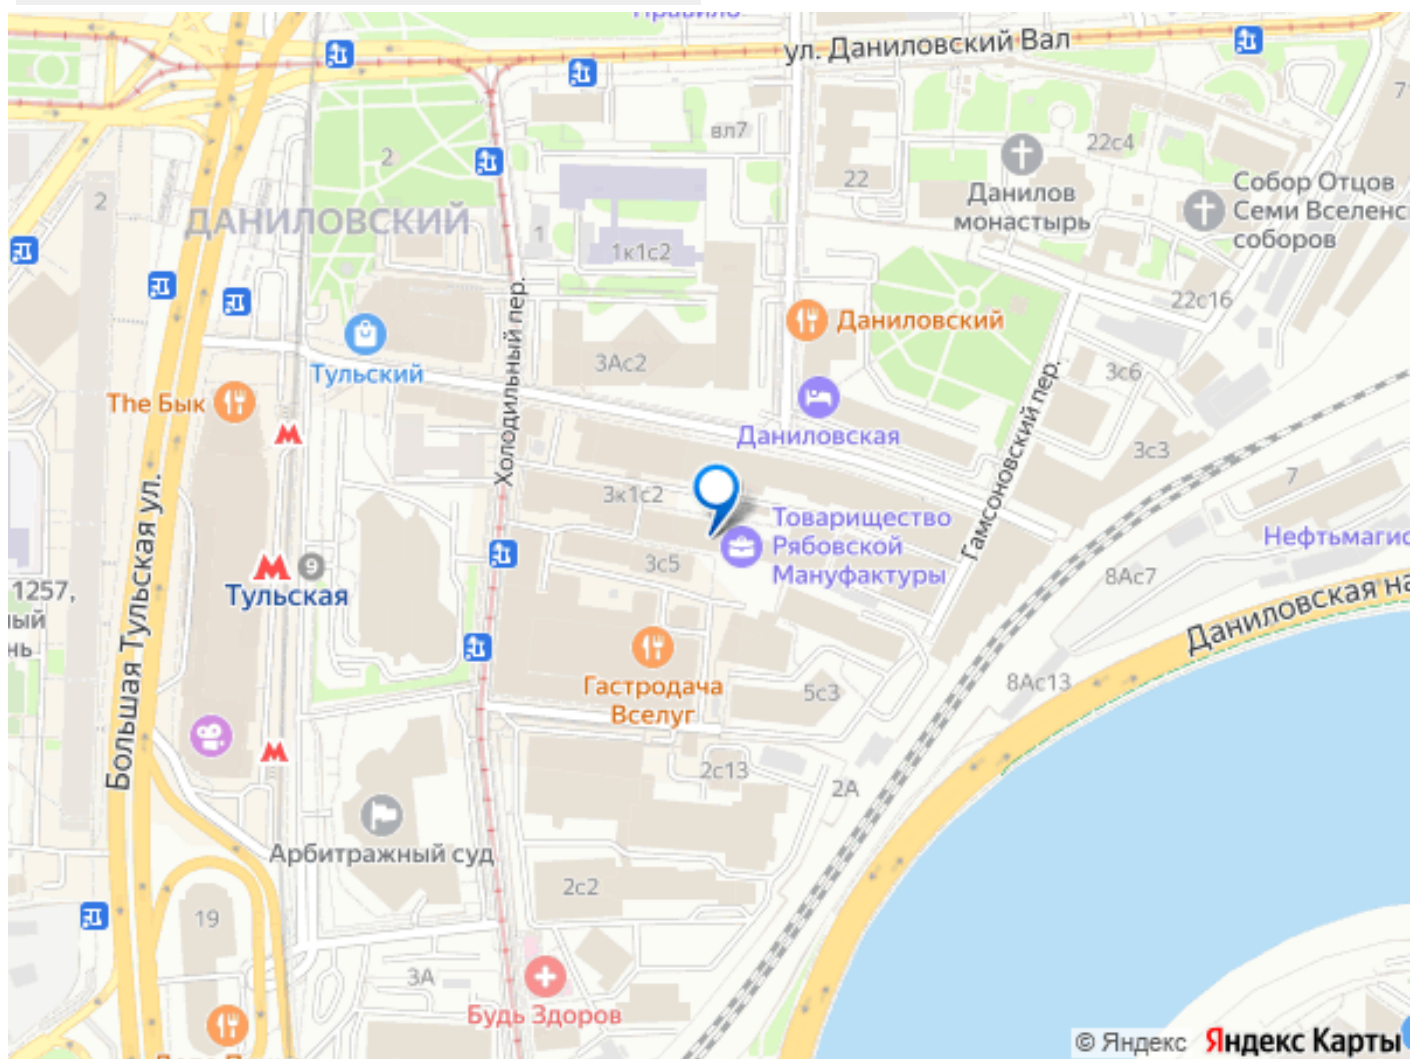 Правило
ул. Даниловский Вал
вл7
22с4
2
22
Данилов
монастырь
Собор Отцов
Семи Вселенс
соборов
2
ДАНИЛОВСКИЙ
1
1к1с2
22с16
Холодильный пер.
Даниловский
Тульский
3Ас2
3с6
The Бык
Даниловская
Гамсоновский пер.
3с3
7
3к1с2
Товарищество
Рябовской
Мануфактуры
Нефтьмагис
3с5
8Ас7
9
Тульская
1257,
Большая Тульская ул.
Даниловская на
Гастродача
Вселуг
5с3
8Ас13
2с13
2А
Арбитражный суд
2с2
19
3А
Будь Здоров
© Яндекс Яндекс Карты